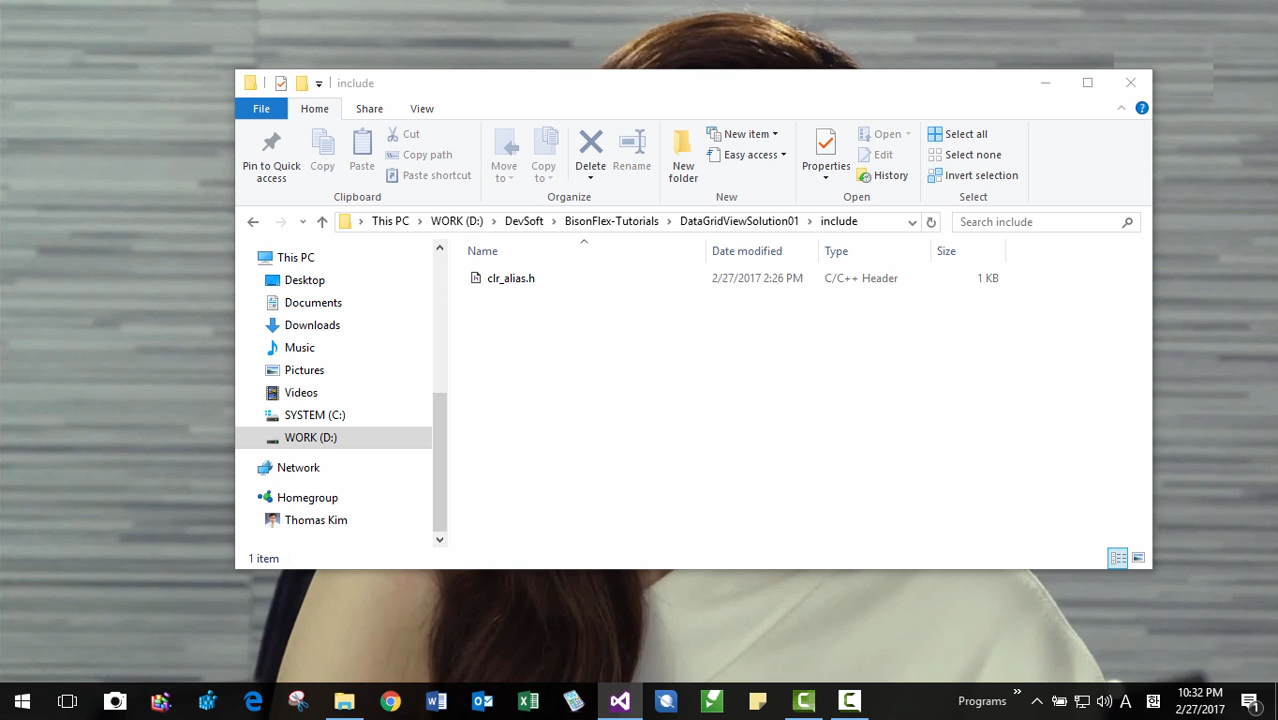 include
File Home Share View
Pin to Quick access
Copy
Paste
Cut
Copy path
Paste shortcut
Clipboard
Move to
Copy to
Delete
Rename
Organize
New folder
New item
Easy access
New
Properties
Open
Edit
History
Open
Select all
Select none
Invert selection
Select
This PC WORK (D:) DevSoft BisonFlex-Tutorials DataGridViewSolution01 include
Search include
Name Date modified Type Size
clr_alias.h 2/27/2017 2:26 PM C/C++ Header 1 KB
This PC
Desktop
Documents
Downloads
Music
Pictures
Videos
SYSTEM (C:)
WORK (D:)
Network
Homegroup
Thomas Kim
1 item
Programs
A
10:32 PM
2/27/2017
1